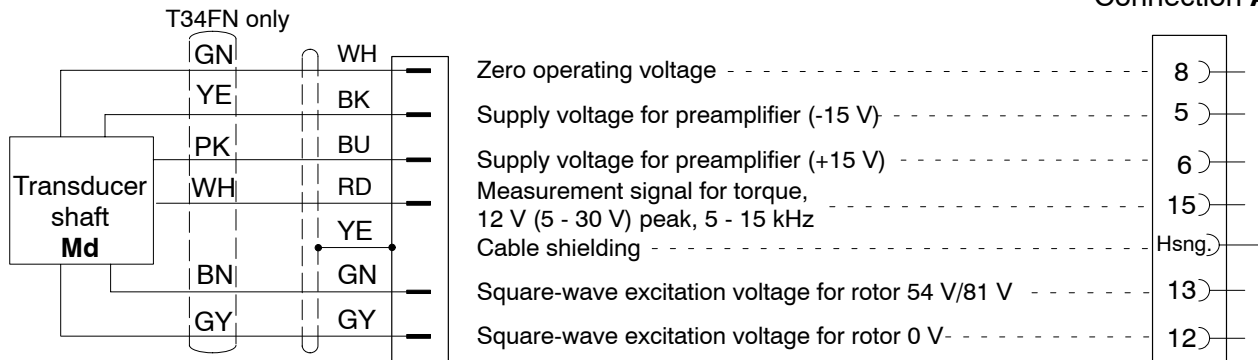 Connection A
T34FN only
GN WH Zero operating voltage 8
YE BK Supply voltage for preamplifier (-15 V) 5
PK BU Supply voltage for preamplifier (+15 V) 6
Transducer shaft Md
WH RD Measurement signal for torque,
12 V (5 - 30 V) peak, 5 - 15 kHz 15
YE Cable shielding Hsng.
BN GN Square-wave excitation voltage for rotor 54 V/81 V 13
GY GY Square-wave excitation voltage for rotor 0 V 12